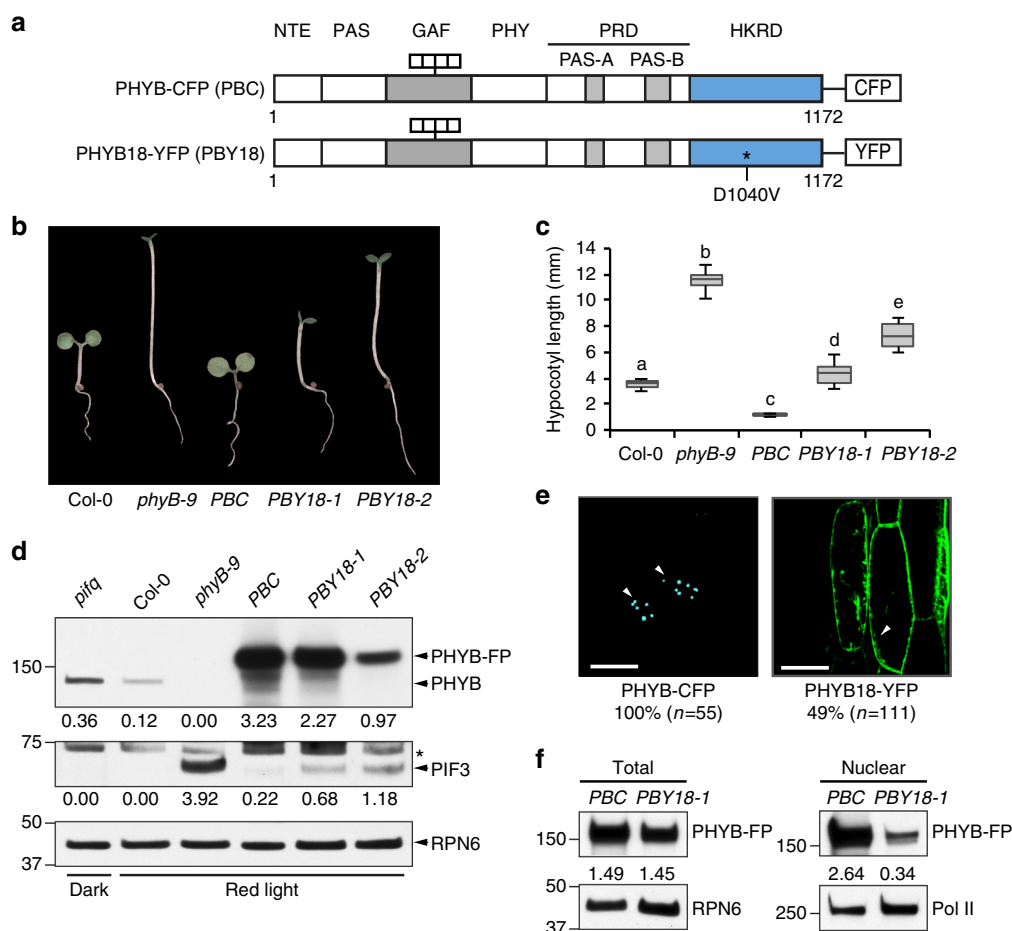 a
NTE PAS GAF PHY PRD HKRD
PAS-A PAS-B
PHYB-CFP (PBC) CFP
1 1172
PHYB18-YFP (PBY18) * YFP
1 1172
D1040V
b
Col-0 phyB-9 PBC PBY18-1 PBY18-2
c
Hypocotyl length (mm)
14
12
10
8
6
4
2
0
a b c d e
Col-0 phyB-9 PBC PBY18-1 PBY18-2
d
pifq Col-0 phyB-9 PBC PBY18-1 PBY18-2
150
PHYB-FP
PHYB
0.36 0.12 0.00 3.23 2.27 0.97
75
*
PIF3
0.00 0.00 3.92 0.22 0.68 1.18
50
RPN6
37
Dark Red light
e
PHYB-CFP
100% (n=55)
PHYB18-YFP
49% (n=111)
f
Total
PBC PBY18-1
150
PHYB-FP
1.49 1.45
50
RPN6
37
Nuclear
PBC PBY18-1
PHYB-FP
150
2.64 0.34
250
Pol II